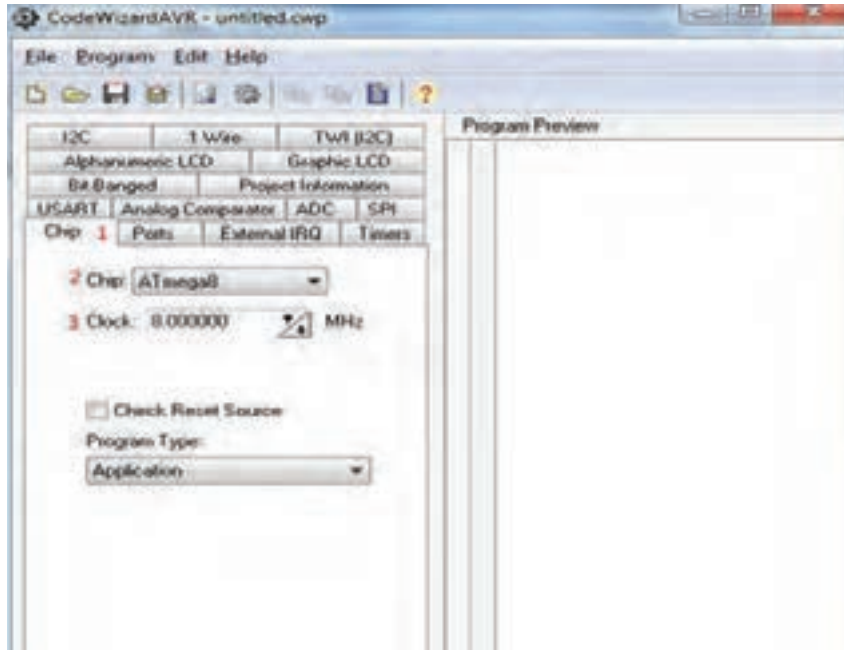 CodeWizardAVR - untitled.cwp
File Program Edit Help
I2C 1 Wire TWI (I2C)
Alphanumeric LCD Graphic LCD
Bit-Banged Project Information
USART Analog Comparator ADC SPI
Chip 1 Ports External IRQ Timers
2 Chip: ATmega8
3 Clock: 8.000000 MHz
Check Reset Source
Program Type:
Application
Program Preview